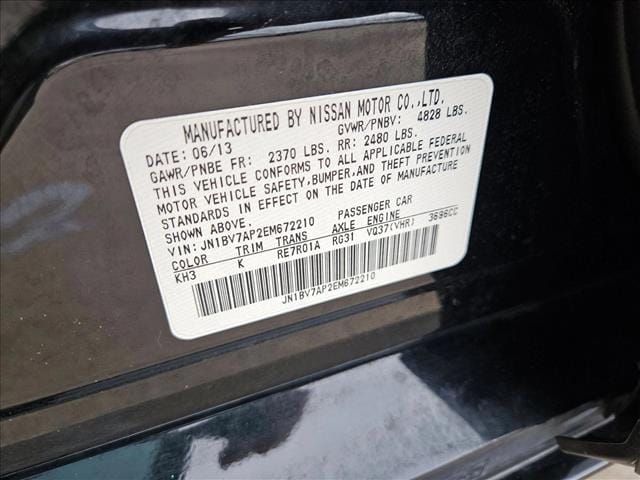 MANUFACTURED BY NISSAN MOTOR CO.,LTD.
DATE: 06/13 GVWR/PNBV: 4828 LBS.
GAWR/PNBE FR: 2370 LBS. RR: 2480 LBS.
THIS VEHICLE CONFORMS TO ALL APPLICABLE FEDERAL
MOTOR VEHICLE SAFETY,BUMPER,AND THEFT PREVENTION
STANDARDS IN EFFECT ON THE DATE OF MANUFACTURE
SHOWN ABOVE.
VIN: JN1BV7AP2EM672210 PASSENGER CAR
COLOR TRIM TRANS AXLE ENGINE
KH3 K RE7R01A RG31 VQ37(VHR) 3696CC
JN1BV7AP2EM672210